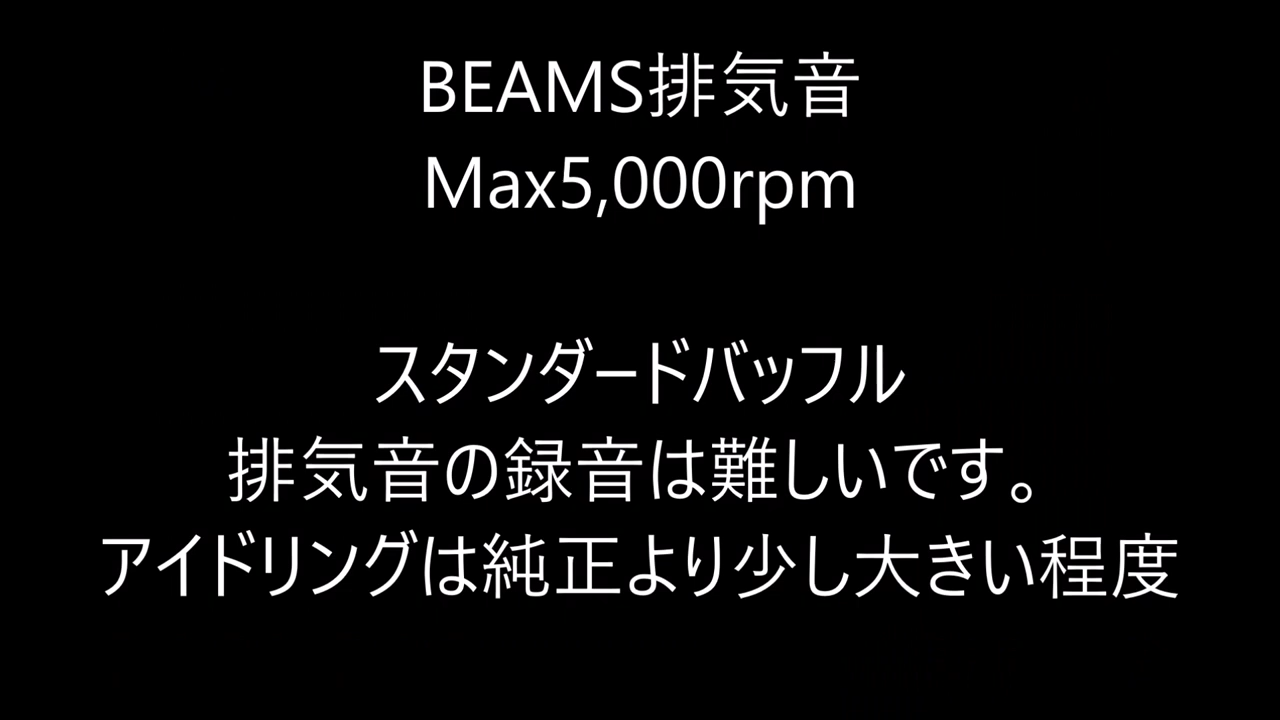 BEAMS排気音
Max5,000rpm
スタンダードバッフル
排気音の録音は難しいです。
アイドリングは純正より少し大きい程度